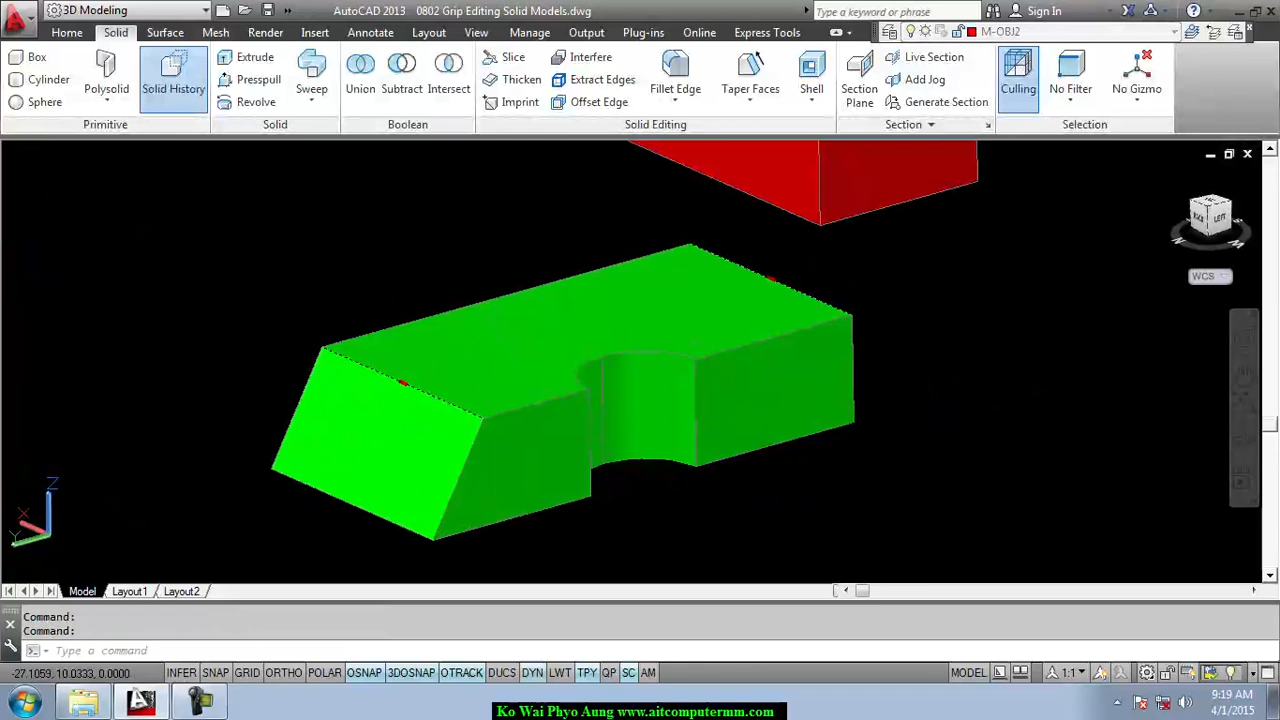 3D Modeling
AutoCAD 2013 0802 Grip Editing Solid Models.dwg
Type a keyword or phrase
Sign In
Home Solid Surface Insert Annotate Layout View Manage Output Plug-ins Online Express Tools
M-OBJ2
Box
Cylinder
Sphere
Polysolid
Solid History
Extrude
Presspull
Revolve
Sweep
Union Subtract Intersect
Slice
Thicken
Imprint
Interfere
Extract Edges
Offset Edge
Fillet Edge
Taper Faces
Shell
Section
Plane
Live Section
Add Jog
Generate Section
Culling
No Filter
No Gizmo
Primitive Solid Boolean Solid Editing Section Selection
LEFT
WCS
Z
X
Y
Model Layout1 Layout2
Command:
Command:
Type a command
-27.1059, 10.0333, 0.0000 INFER SNAP GRID ORTHO POLAR OSNAP 3DOSNAP OTRACK DUCS DYN LWT TPY QP SC AM MODEL 1:1
9:19 AM
4/1/2015
Ko Wai Phyo Aung www.aitcomputermm.com